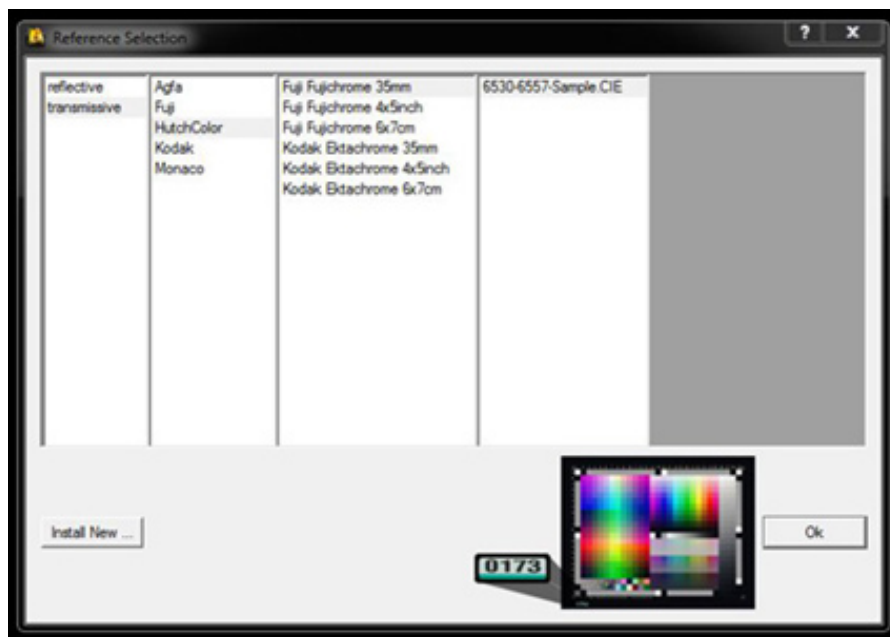 Reference Selection
? X
reflective
transmissive
Agfa
Fuji
HutchColor
Kodak
Monaco
Fuji Fujichrome 35mm
Fuji Fujichrome 4x5inch
Fuji Fujichrome 6x7cm
Kodak Ektachrome 35mm
Kodak Ektachrome 4x5inch
Kodak Ektachrome 6x7cm
6530-6557-Sample.CIE
Install New ...
0173
Ok